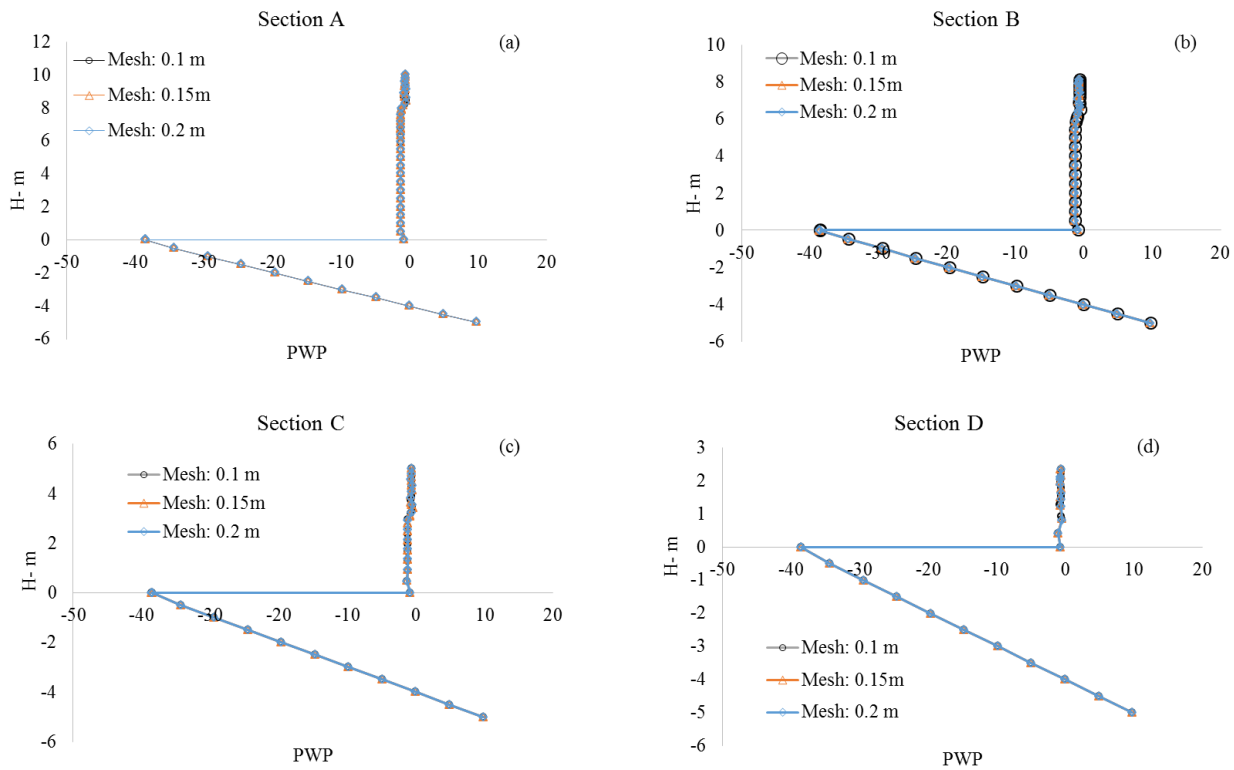 Section A
(a)
12
10
8
6
4
2
0
-2
-4
-6
H- m
Mesh: 0.1 m
Mesh: 0.15m
Mesh: 0.2 m
-50 -40 -30 -20 -10 0 10 20
PWP
Section B
(b)
10
8
6
4
2
0
-2
-4
-6
H- m
Mesh: 0.1 m
Mesh: 0.15m
Mesh: 0.2 m
-50 -40 -30 -20 -10 0 10 20
PWP
Section C
(c)
6
4
2
0
-2
-4
-6
H- m
Mesh: 0.1 m
Mesh: 0.15m
Mesh: 0.2 m
-50 -40 -30 -20 -10 0 10 20
PWP
Section D
(d)
3
2
1
0
-1
-2
-3
-4
-5
-6
H- m
-50 -40 -30 -20 -10 0 10 20
Mesh: 0.1 m
Mesh: 0.15m
Mesh: 0.2 m
PWP